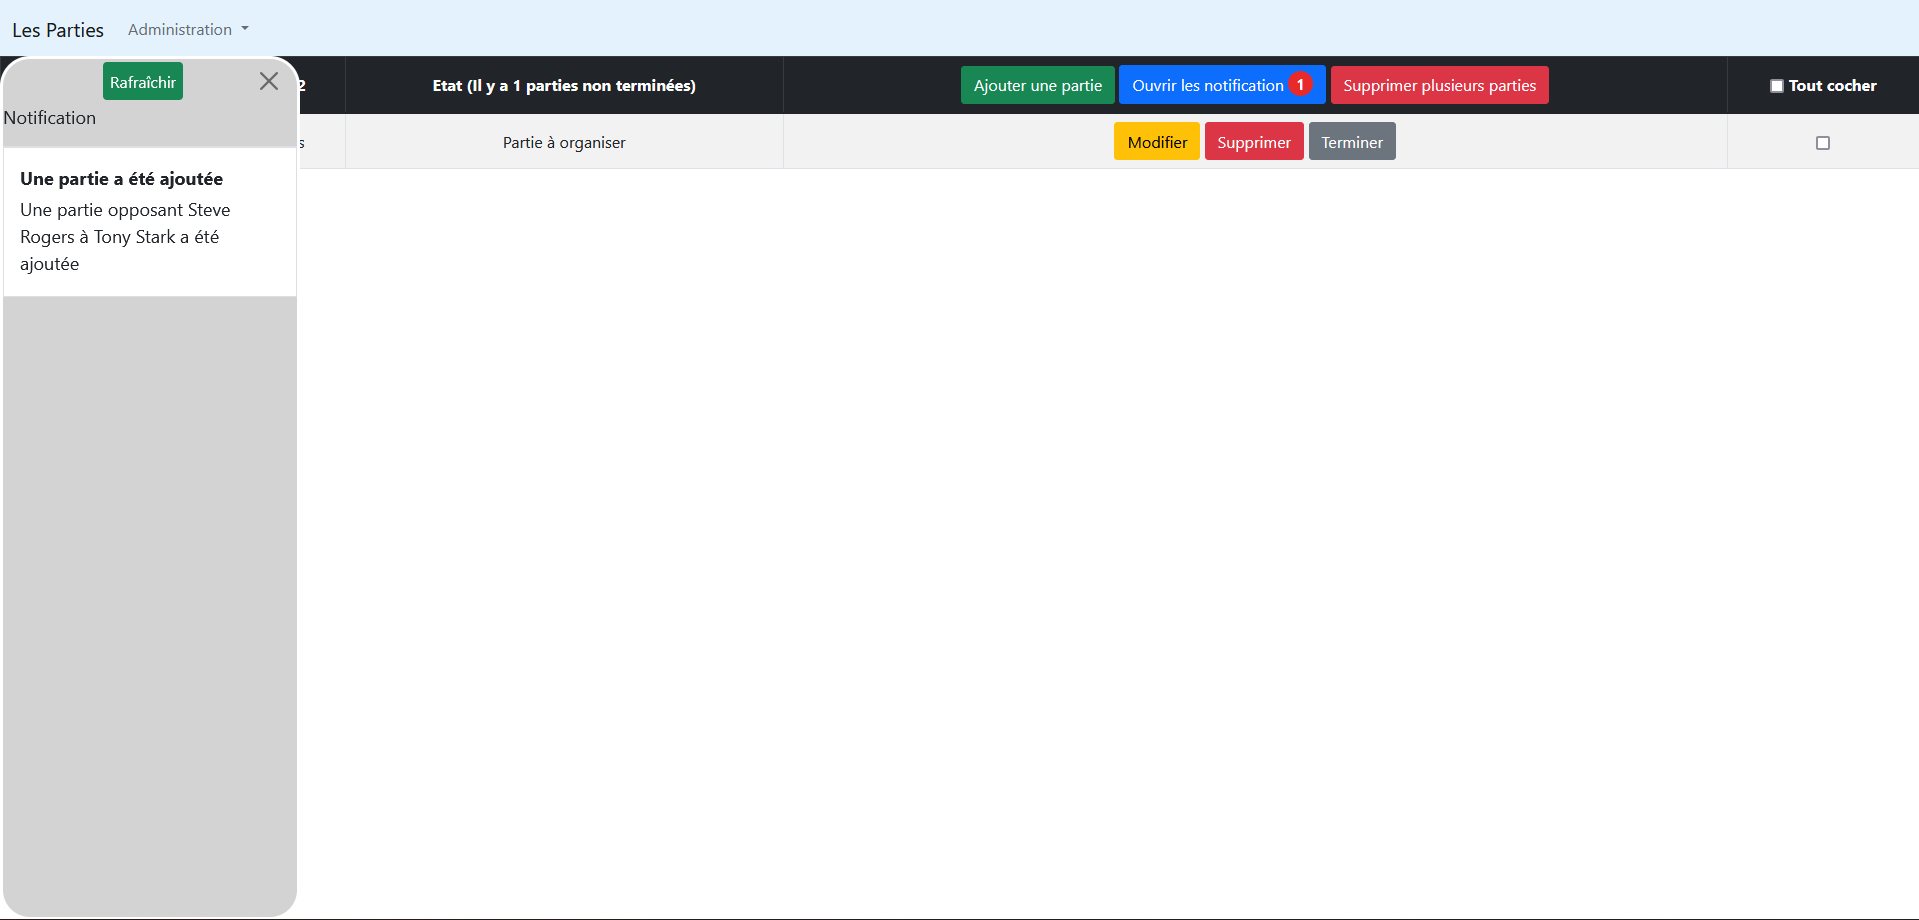 Les Parties Administration
Rafraîchir
Notification
Une partie a été ajoutée
Une partie opposant Steve
Rogers à Tony Stark a été
ajoutée
2 Etat (Il y a 1 parties non terminées) Ajouter une partie Ouvrir les notification 1 Supprimer plusieurs parties Tout cocher
s Partie à organiser Modifier Supprimer Terminer